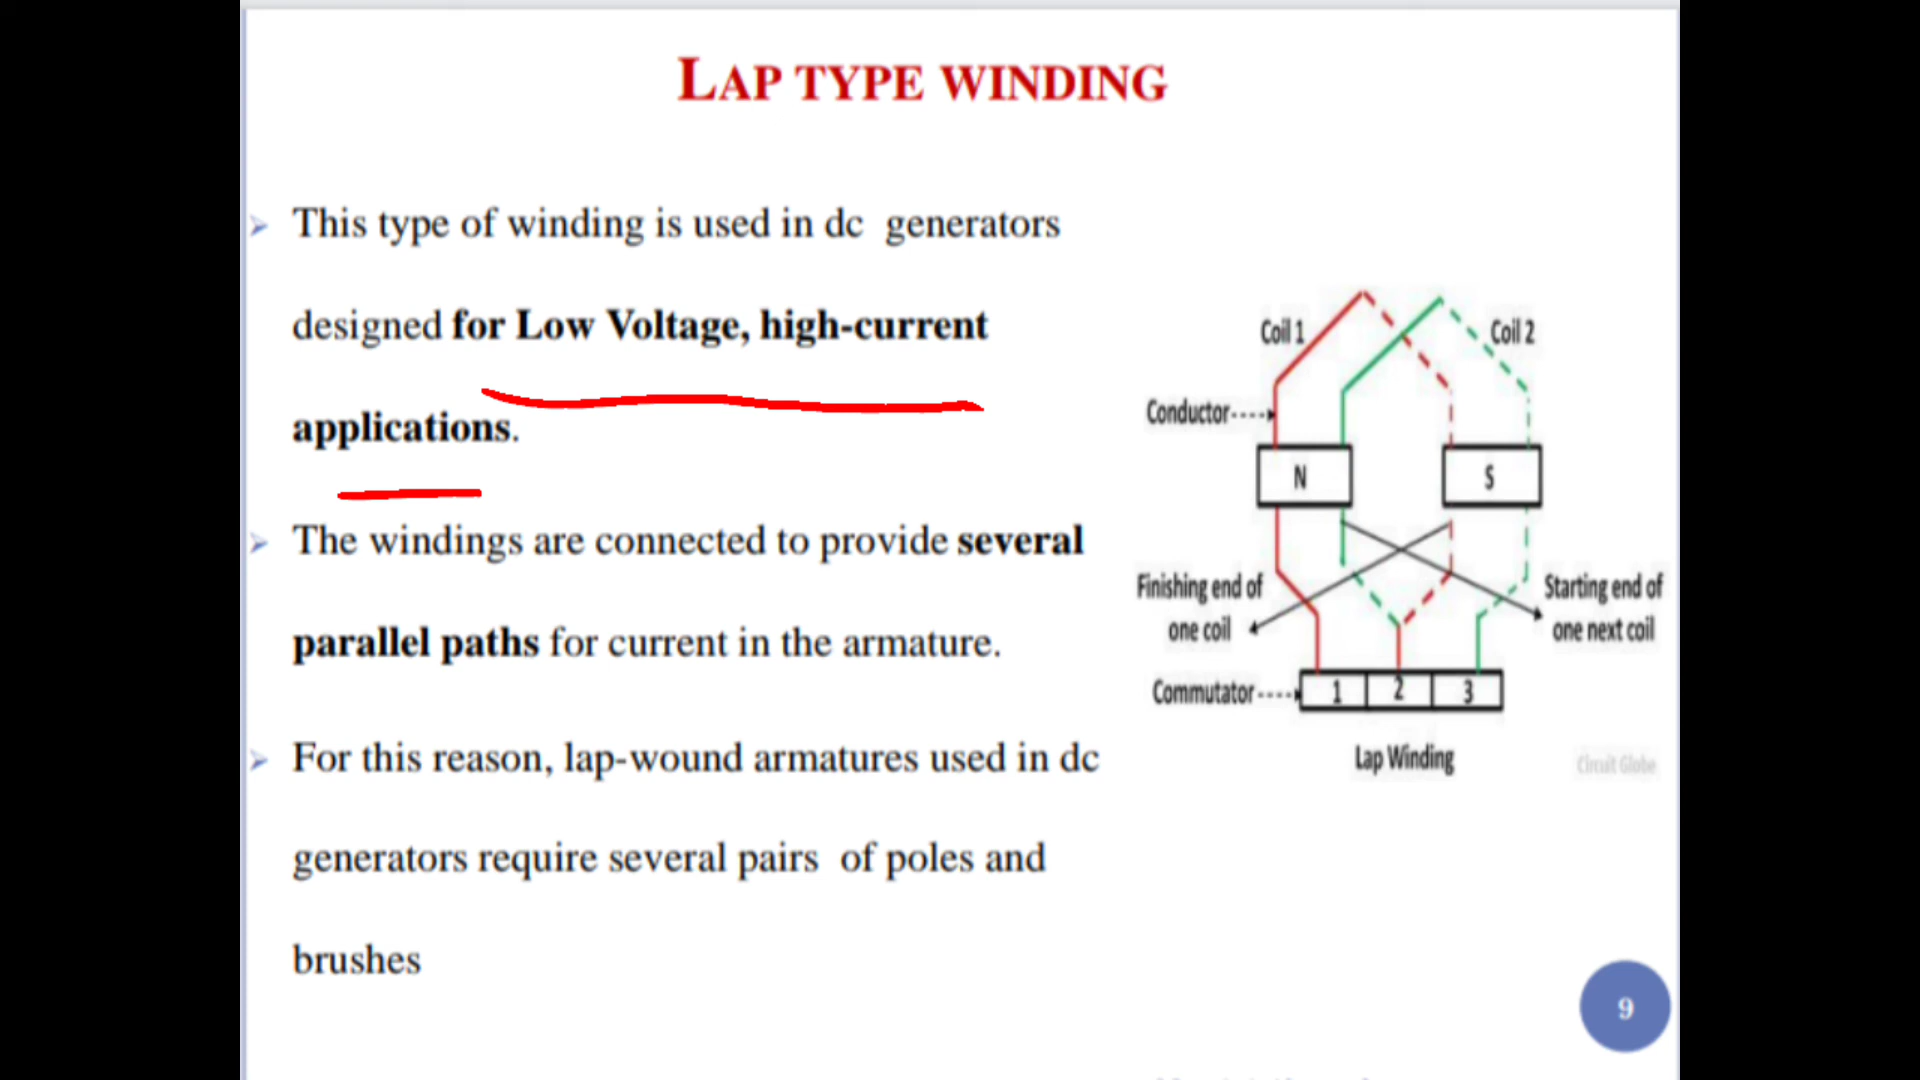 LAP TYPE WINDING
This type of winding is used in dc generators
designed for Low Voltage, high-current
applications.
The windings are connected to provide several
parallel paths for current in the armature.
For this reason, lap-wound armatures used in dc
generators require several pairs of poles and
brushes
Coil 1
Coil 2
Conductor
N
S
Finishing end of
one coil
Starting end of
one next coil
Commutator
1 2 3
Lap Winding
Circuit Globe
9